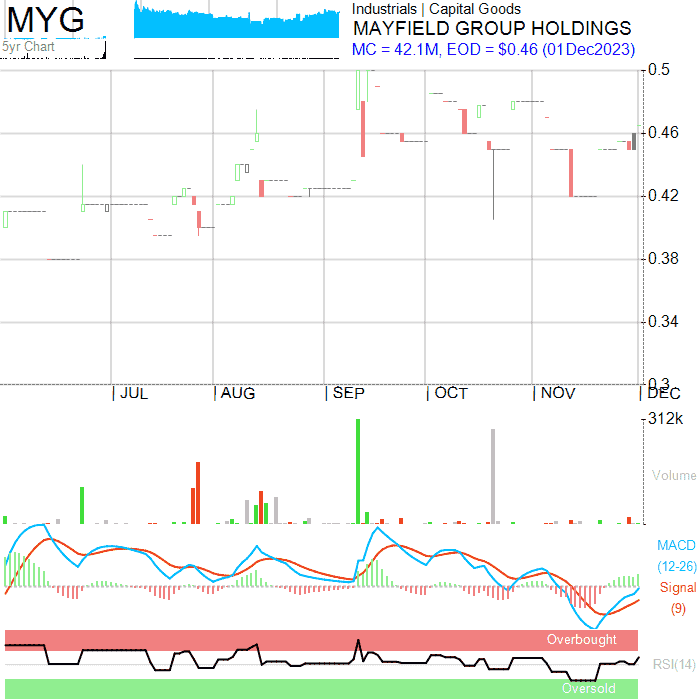 MYG
5yr Chart
Industrials | Capital Goods
MAYFIELD GROUP HOLDINGS
MC = 42.1M, EOD = $0.46 (01Dec2023)
0.5
0.46
0.42
0.38
0.34
0.3
JUL AUG SEP OCT NOV DEC
312k
Volume
MACD
(12-26)
Signal
(9)
Overbought
RSI(14)
Oversold